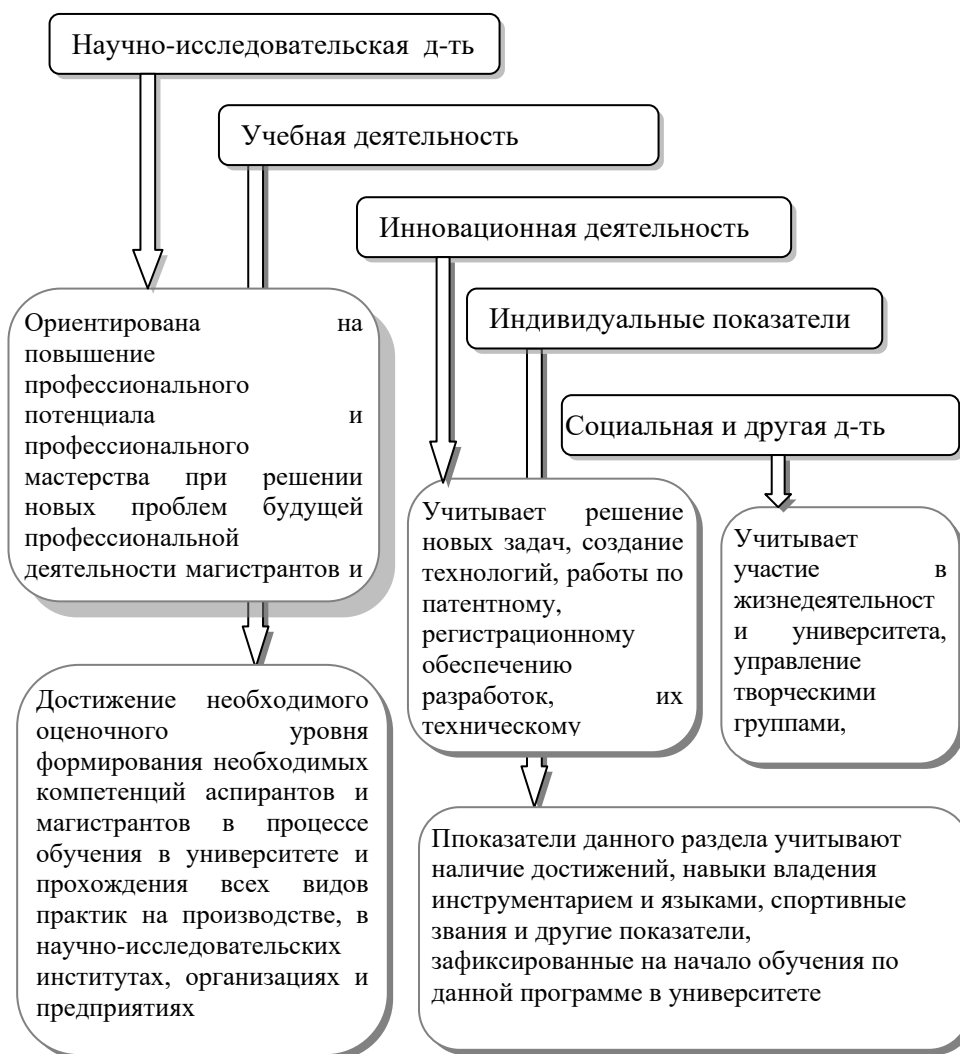 Научно-исследовательская д-ть
Учебная деятельность
Инновационная деятельность
Индивидуальные показатели
Социальная и другая д-ть
Ориентирована на
повышение
профессионального
потенциала и
профессионального
мастерства при решении
новых проблем будущей
профессиональной
деятельности магистрантов и
Учитывает решение
новых задач, создание
технологий, работы по
патентному,
регистрационному
обеспечению
разработок, их
техническому
Учитывает
участие в
жизнедеятельност
и университета,
управление
творческими
группами,
Достижение необходимого
оценочного уровня
формирования необходимых
компетенций аспирантов и
магистрантов в процессе
обучения в университете и
прохождения всех видов
практик на производстве, в
научно-исследовательских
институтах, организациях и
предприятиях
Ппоказатели данного раздела учитывают
наличие достижений, навыки владения
инструментарием и языками, спортивные
звания и другие показатели,
зафиксированные на начало обучения по
данной программе в университете